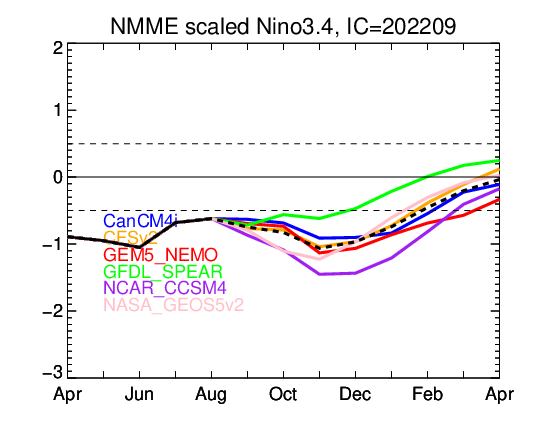 NMME scaled Nino3.4, IC=202209
2
1
0
−1
−2
−3
CanCM4i
CFSv2
GEM5_NEMO
GFDL_SPEAR
NCAR_CCSM4
NASA_GEOS5v2
Apr Jun Aug Oct Dec Feb Apr